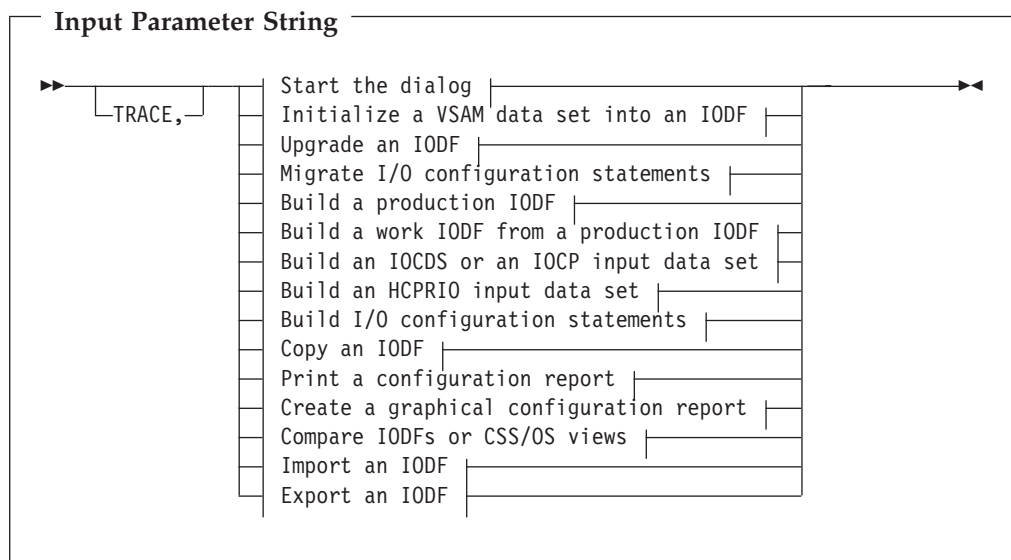 Input Parameter String
Start the dialog
TRACE,
Initialize a VSAM data set into an IODF
Upgrade an IODF
Migrate I/O configuration statements
Build a production IODF
Build a work IODF from a production IODF
Build an IOCDS or an IOCP input data set
Build an HCPRIO input data set
Build I/O configuration statements
Copy an IODF
Print a configuration report
Create a graphical configuration report
Compare IODFs or CSS/OS views
Import an IODF
Export an IODF